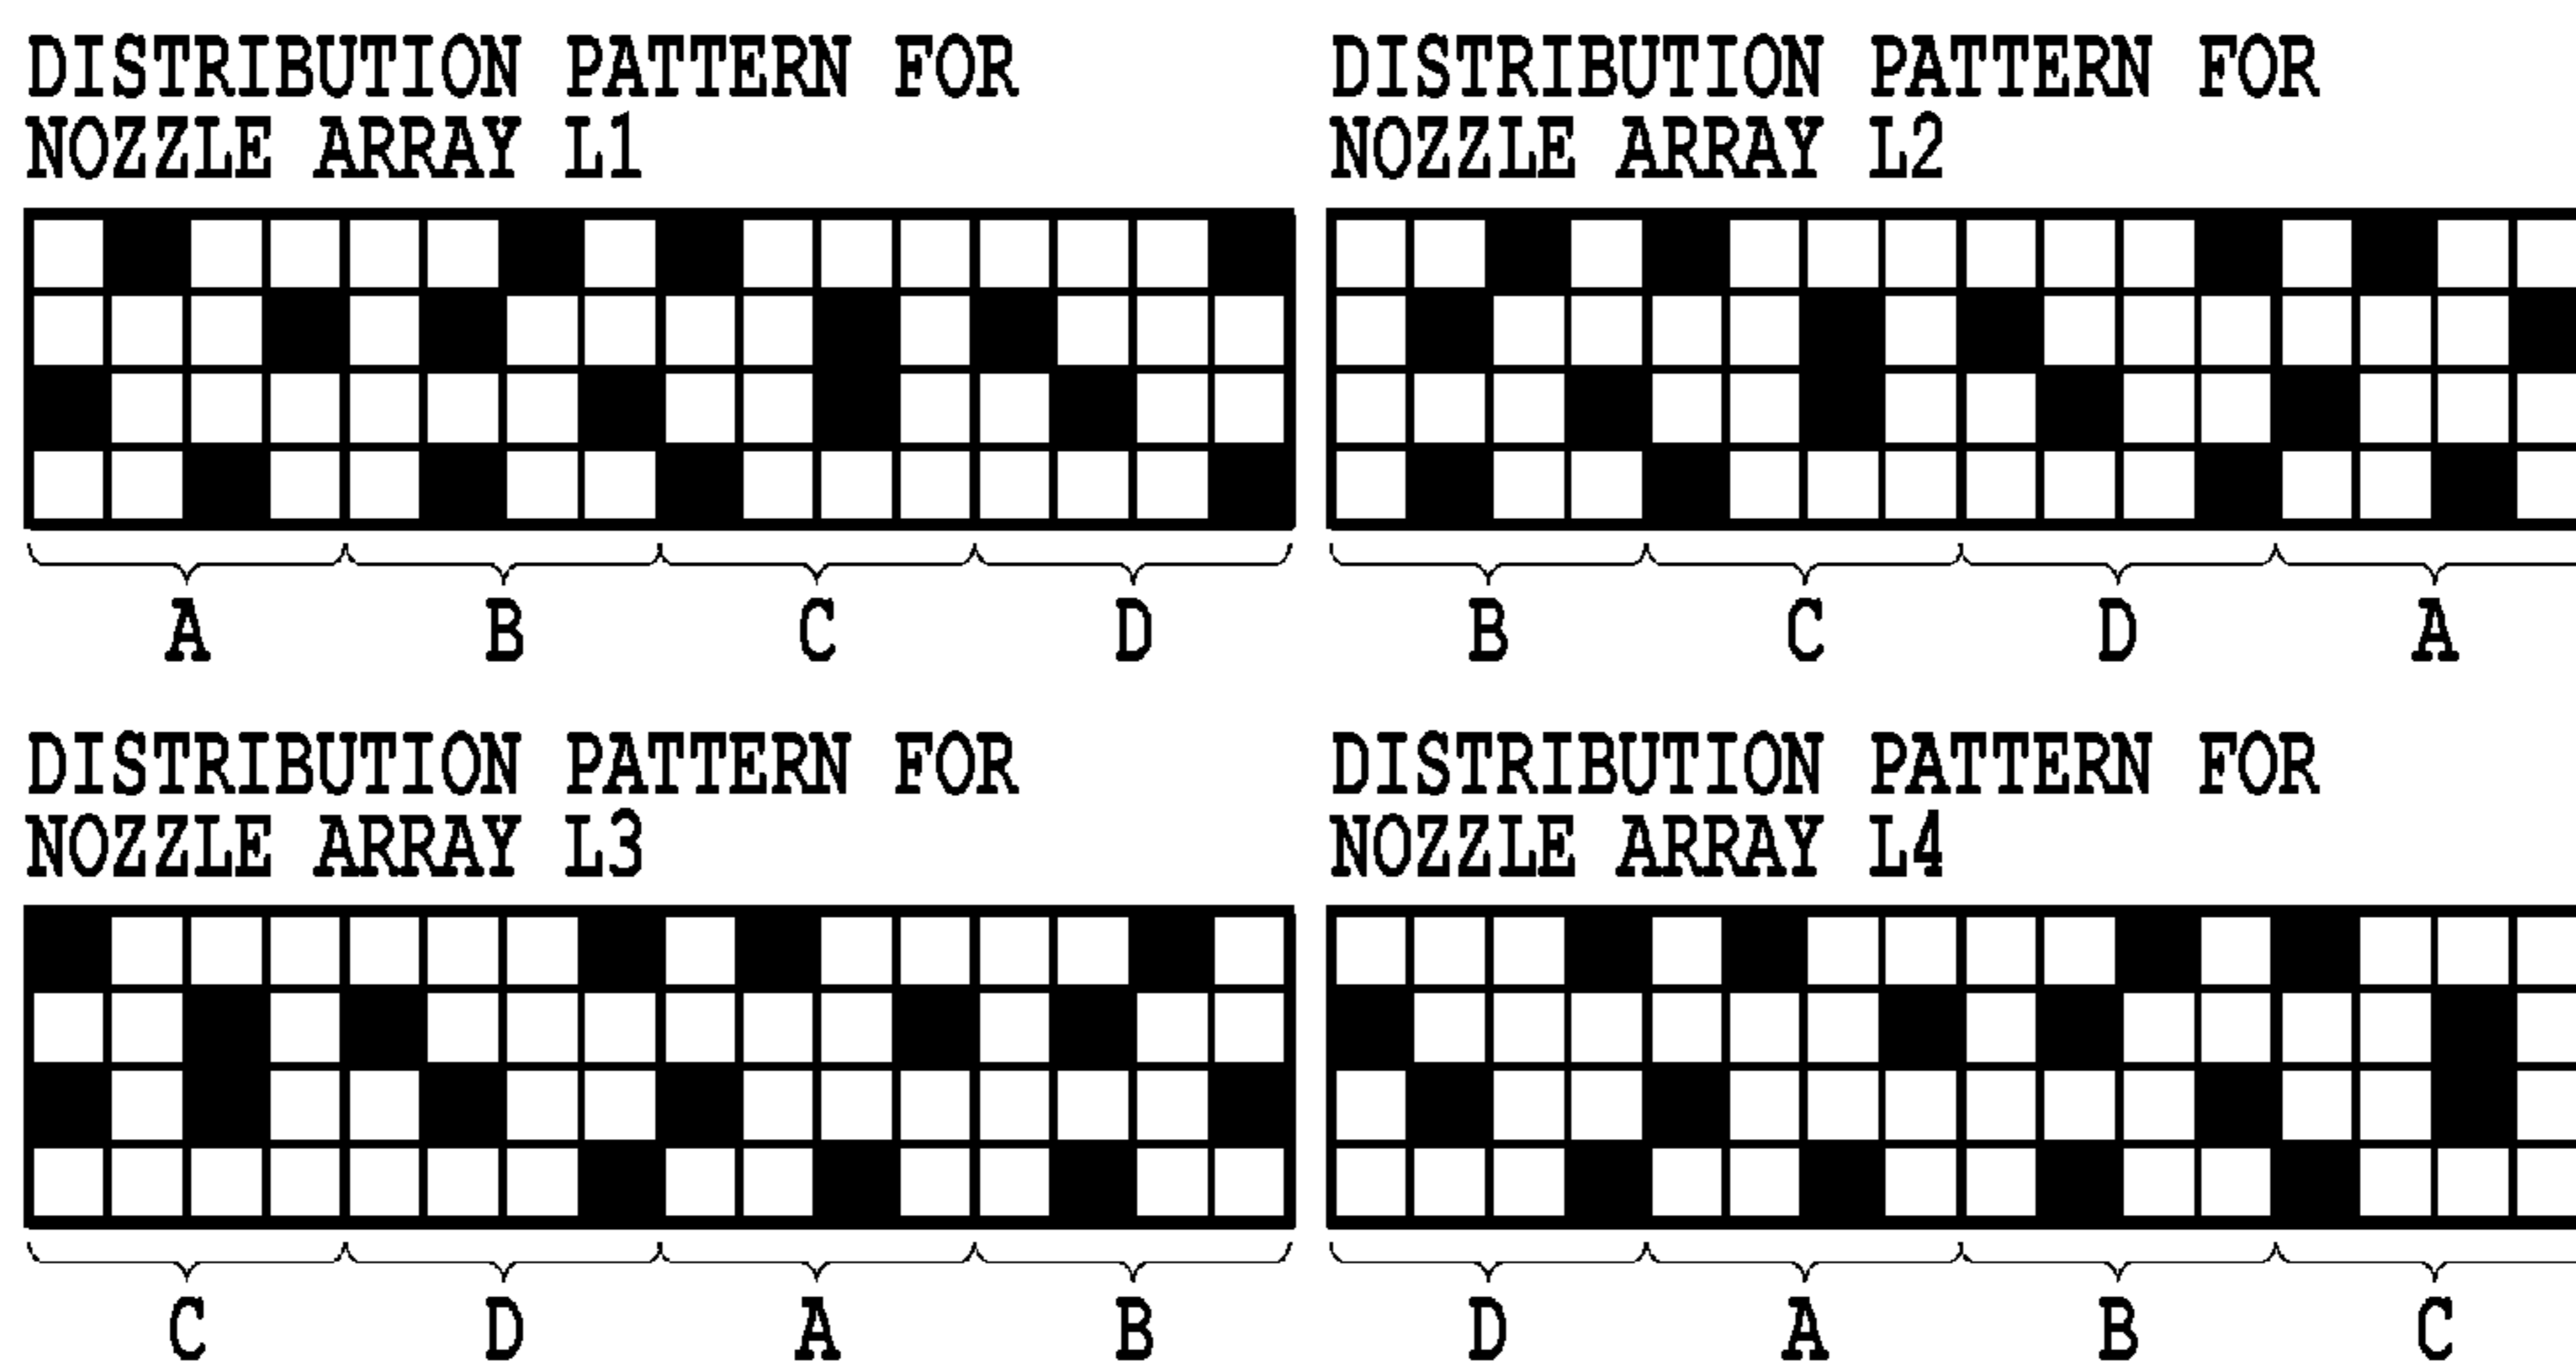 DISTRIBUTION PATTERN FOR
NOZZLE ARRAY L1
A B C D
DISTRIBUTION PATTERN FOR
NOZZLE ARRAY L2
B C D A
DISTRIBUTION PATTERN FOR
NOZZLE ARRAY L3
C D A B
DISTRIBUTION PATTERN FOR
NOZZLE ARRAY L4
D A B C